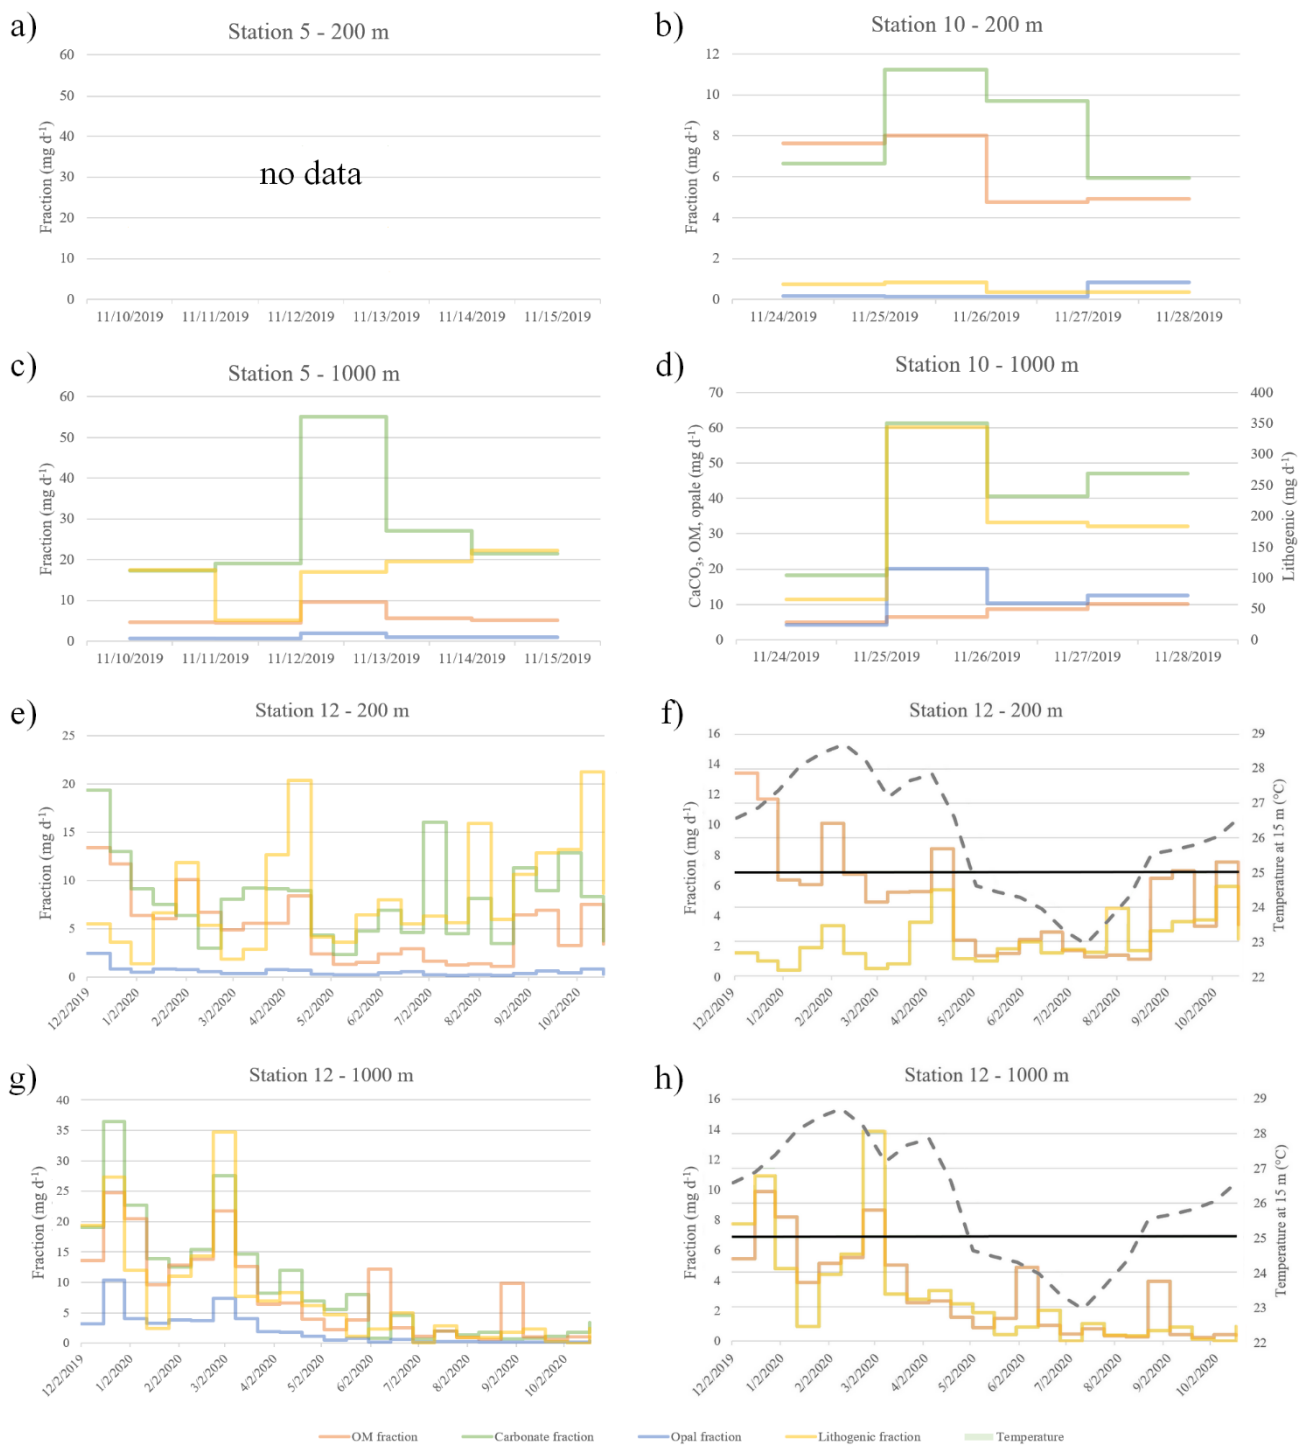 a)
Station 5 - 200 m
60
50
40
30
20
10
0
Fraction (mg d-1)
no data
11/10/2019 11/11/2019 11/12/2019 11/13/2019 11/14/2019 11/15/2019
b)
Station 10 - 200 m
12
10
8
6
4
2
0
Fraction (mg d-1)
11/24/2019 11/25/2019 11/26/2019 11/27/2019 11/28/2019
c)
Station 5 - 1000 m
60
50
40
30
20
10
0
Fraction (mg d-1)
11/10/2019 11/11/2019 11/12/2019 11/13/2019 11/14/2019 11/15/2019
d)
Station 10 - 1000 m
70
60
50
40
30
20
10
0
CaCO3, OM, opale (mg d-1)
400
350
300
250
200
150
100
50
0
Lithogenic (mg d-1)
11/24/2019 11/25/2019 11/26/2019 11/27/2019 11/28/2019
e)
Station 12 - 200 m
25
20
15
10
5
0
Fraction (mg d-1)
12/2/2019 1/2/2020 2/2/2020 3/2/2020 4/2/2020 5/2/2020 6/2/2020 7/2/2020 8/2/2020 9/2/2020 10/2/2020
f)
Station 12 - 200 m
16
14
12
10
8
6
4
2
0
Fraction (mg d-1)
29
28
27
26
25
24
23
22
Temperature at 15 m (°C)
12/2/2019 1/2/2020 2/2/2020 3/2/2020 4/2/2020 5/2/2020 6/2/2020 7/2/2020 8/2/2020 9/2/2020 10/2/2020
g)
Station 12 - 1000 m
40
35
30
25
20
15
10
5
0
Fraction (mg d-1)
12/2/2019 1/2/2020 2/2/2020 3/2/2020 4/2/2020 5/2/2020 6/2/2020 7/2/2020 8/2/2020 9/2/2020 10/2/2020
h)
Station 12 - 1000 m
16
14
12
10
8
6
4
2
0
Fraction (mg d-1)
29
28
27
26
25
24
23
22
Temperature at 15 m (°C)
12/2/2019 1/2/2020 2/2/2020 3/2/2020 4/2/2020 5/2/2020 6/2/2020 7/2/2020 8/2/2020 9/2/2020 10/2/2020
OM fraction Carbonate fraction Opal fraction Lithogenic fraction Temperature